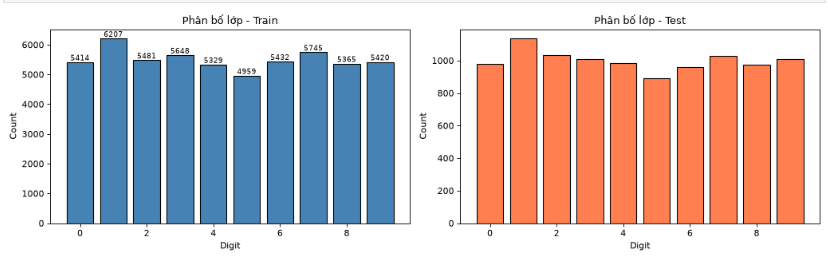 Phân bố lớp - Train
6207
5745
5648
5481
5414
5432
5420
5365
5329
4959
6000
5000
4000
3000
2000
1000
0
Count
0 2 4 6 8
Digit
Phân bố lớp - Test
1000
800
600
400
200
0
Count
0 2 4 6 8
Digit